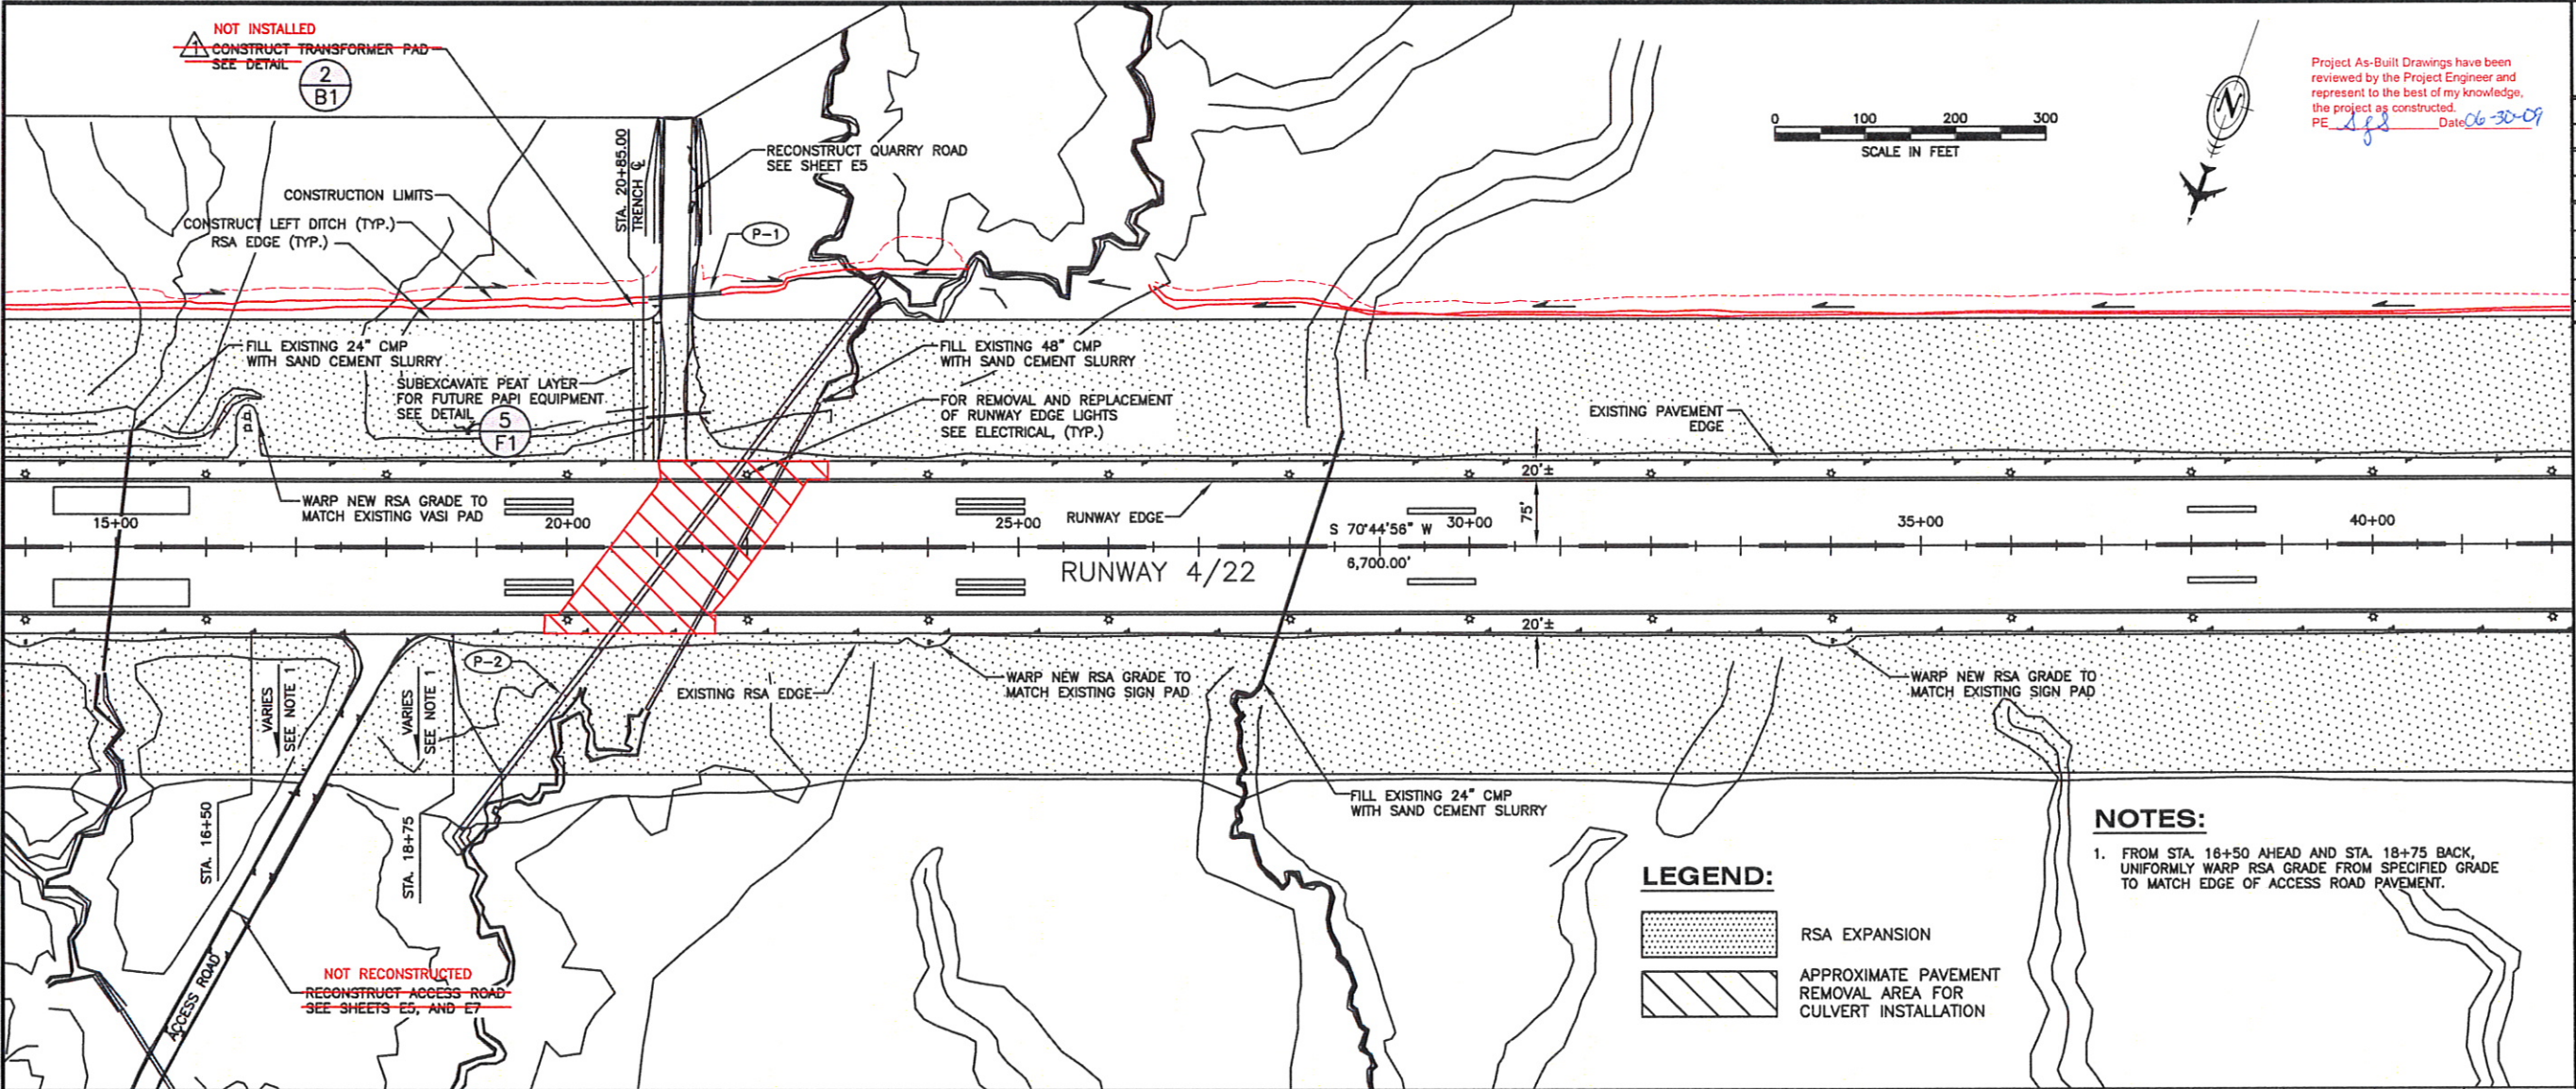 NOT INSTALLED
1
CONSTRUCT TRANSFORMER PAD
SEE DETAIL
2
B1
Project As-Built Drawings have been
reviewed by the Project Engineer and
represent to the best of my knowledge,
the project as constructed.
PE Date 06-30-09
N
0 100 200 300
SCALE IN FEET
STA. 20+85.00
TRENCH ℄
RECONSTRUCT QUARRY ROAD
SEE SHEET E5
CONSTRUCTION LIMITS
CONSTRUCT LEFT DITCH (TYP.)
RSA EDGE (TYP.)
P-1
FILL EXISTING 24" CMP
WITH SAND CEMENT SLURRY
SUBEXCAVATE PEAT LAYER
FOR FUTURE PAPI EQUIPMENT
SEE DETAIL
5
F1
FILL EXISTING 48" CMP
WITH SAND CEMENT SLURRY
FOR REMOVAL AND REPLACEMENT
OF RUNWAY EDGE LIGHTS
SEE ELECTRICAL, (TYP.)
EXISTING PAVEMENT
EDGE
20'±
WARP NEW RSA GRADE TO
MATCH EXISTING VASI PAD
RUNWAY EDGE
75'
15+00
20+00
25+00
S 70°44'56" W
30+00
35+00
40+00
6,700.00'
RUNWAY 4/22
20'±
P-2
VARIES
SEE NOTE 1
VARIES
SEE NOTE 1
EXISTING RSA EDGE
WARP NEW RSA GRADE TO
MATCH EXISTING SIGN PAD
WARP NEW RSA GRADE TO
MATCH EXISTING SIGN PAD
STA. 16+50
STA. 18+75
FILL EXISTING 24" CMP
WITH SAND CEMENT SLURRY
ACCESS ROAD
NOT RECONSTRUCTED
RECONSTRUCT ACCESS ROAD
SEE SHEETS E5, AND E7
LEGEND:
RSA EXPANSION
APPROXIMATE PAVEMENT
REMOVAL AREA FOR
CULVERT INSTALLATION
NOTES:
1. FROM STA. 16+50 AHEAD AND STA. 18+75 BACK,
UNIFORMLY WARP RSA GRADE FROM SPECIFIED GRADE
TO MATCH EDGE OF ACCESS ROAD PAVEMENT.